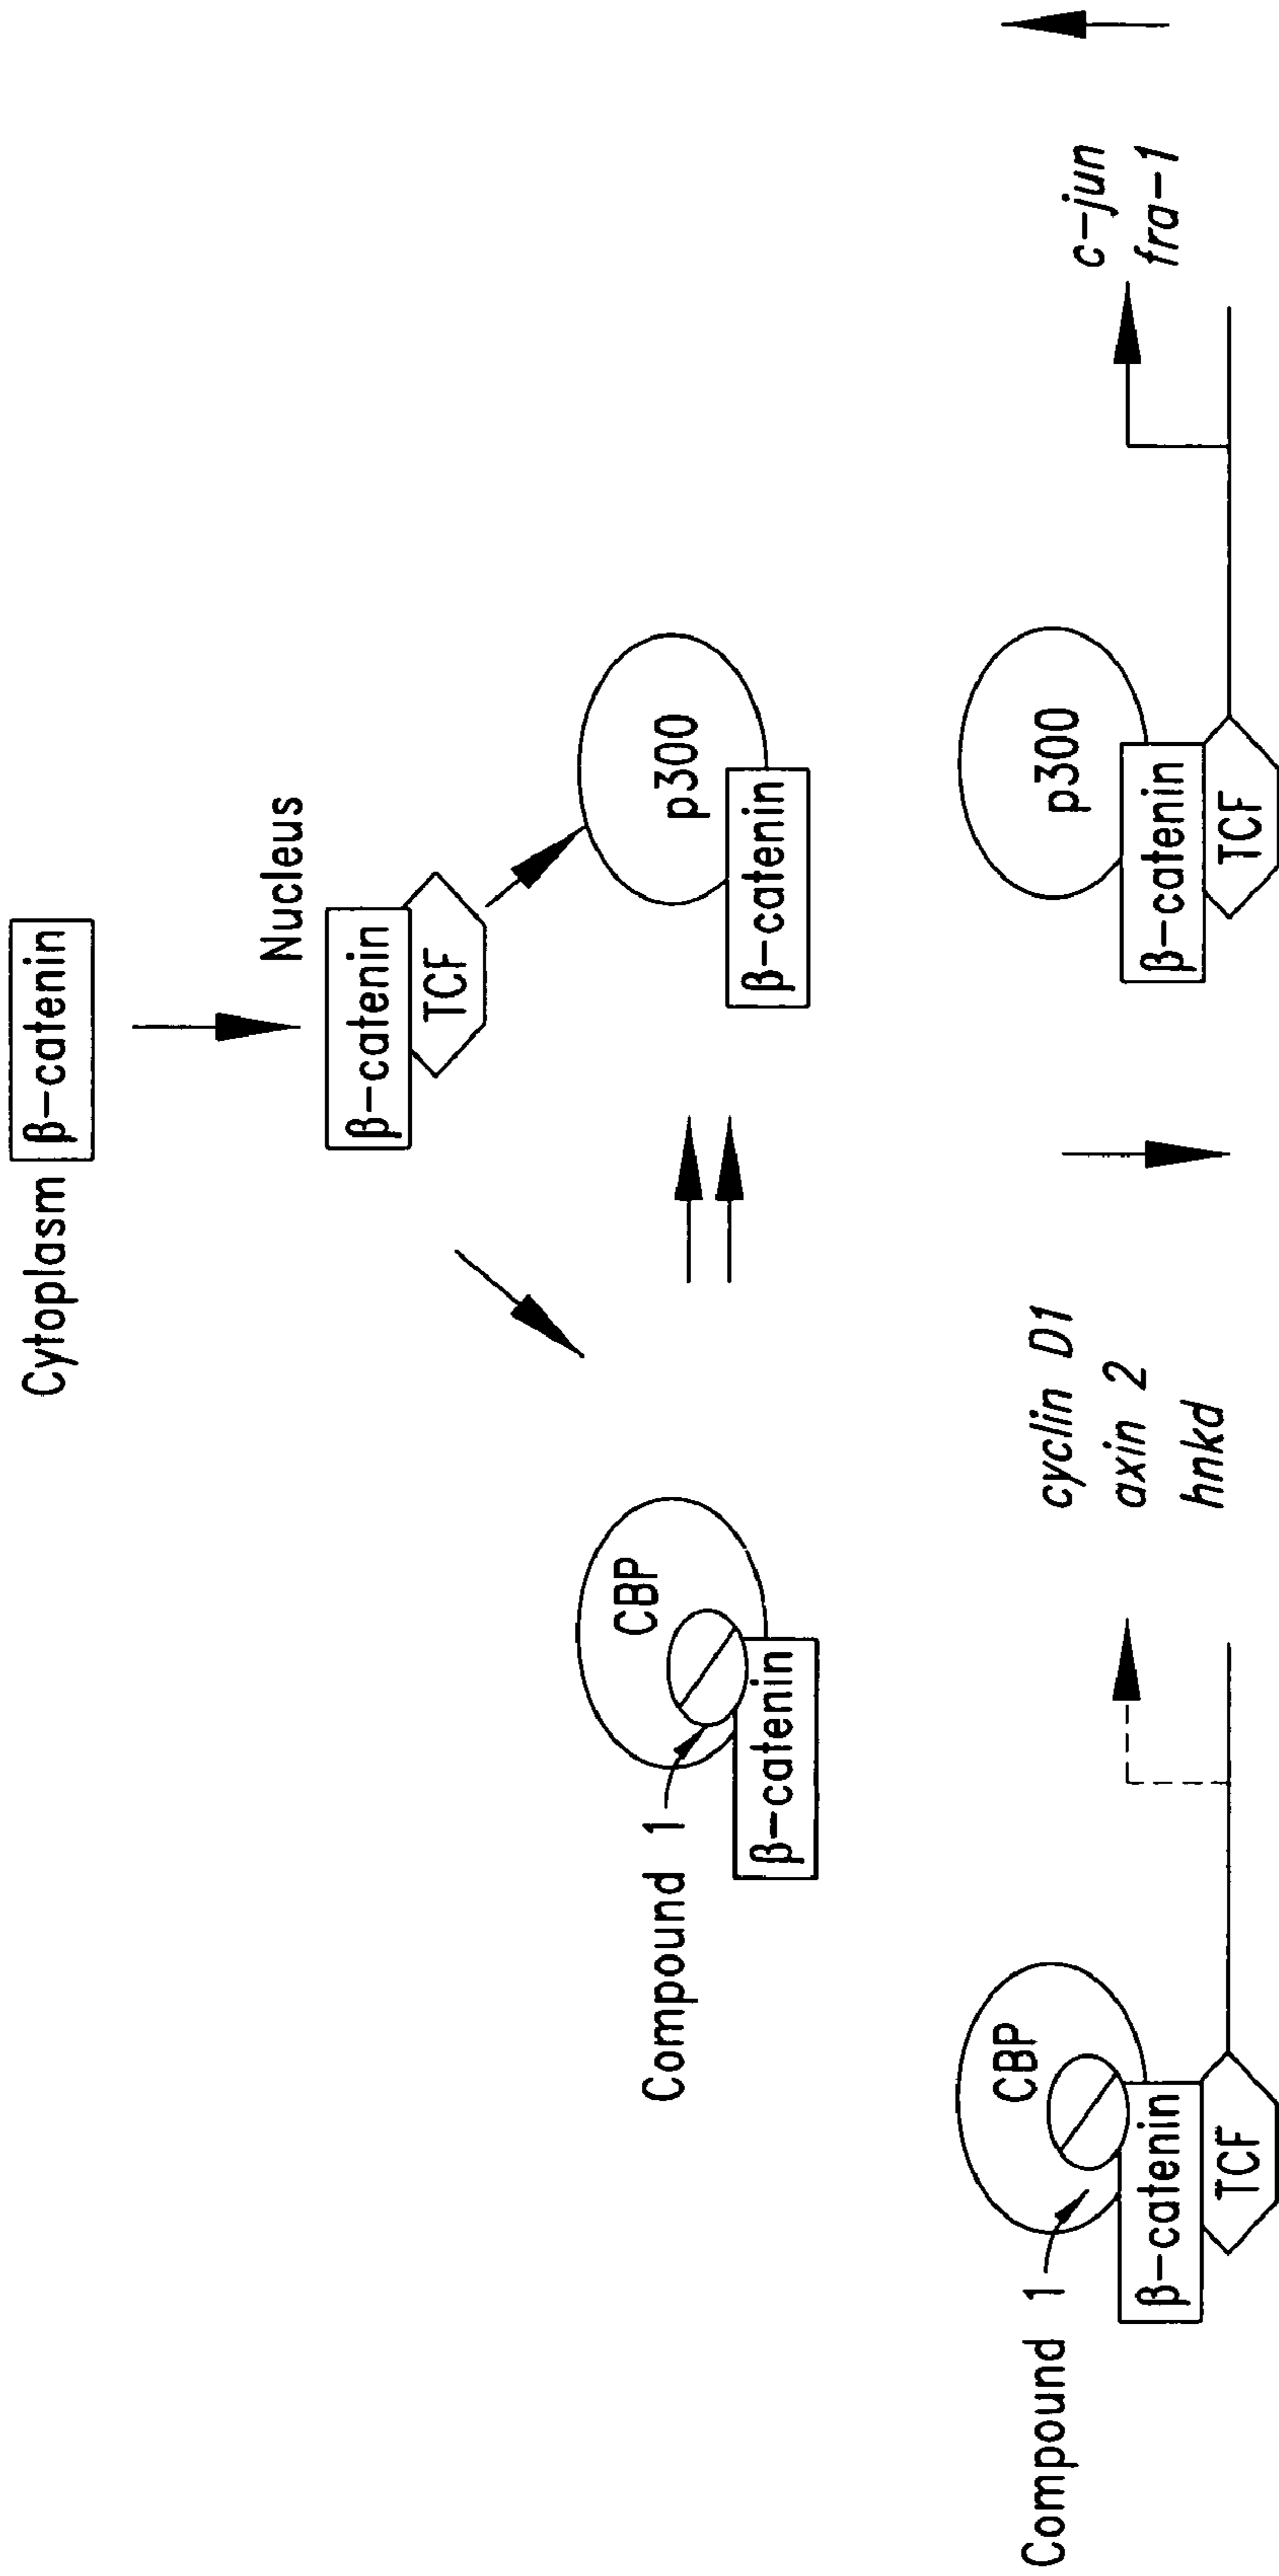 Cytoplasm
β-catenin
Nucleus
β-catenin
TCF
Compound 1
CBP
β-catenin
p300
β-catenin
Compound 1
CBP
β-catenin
TCF
cyclin D1
axin 2
hnkd
p300
β-catenin
TCF
c-jun
fra-1